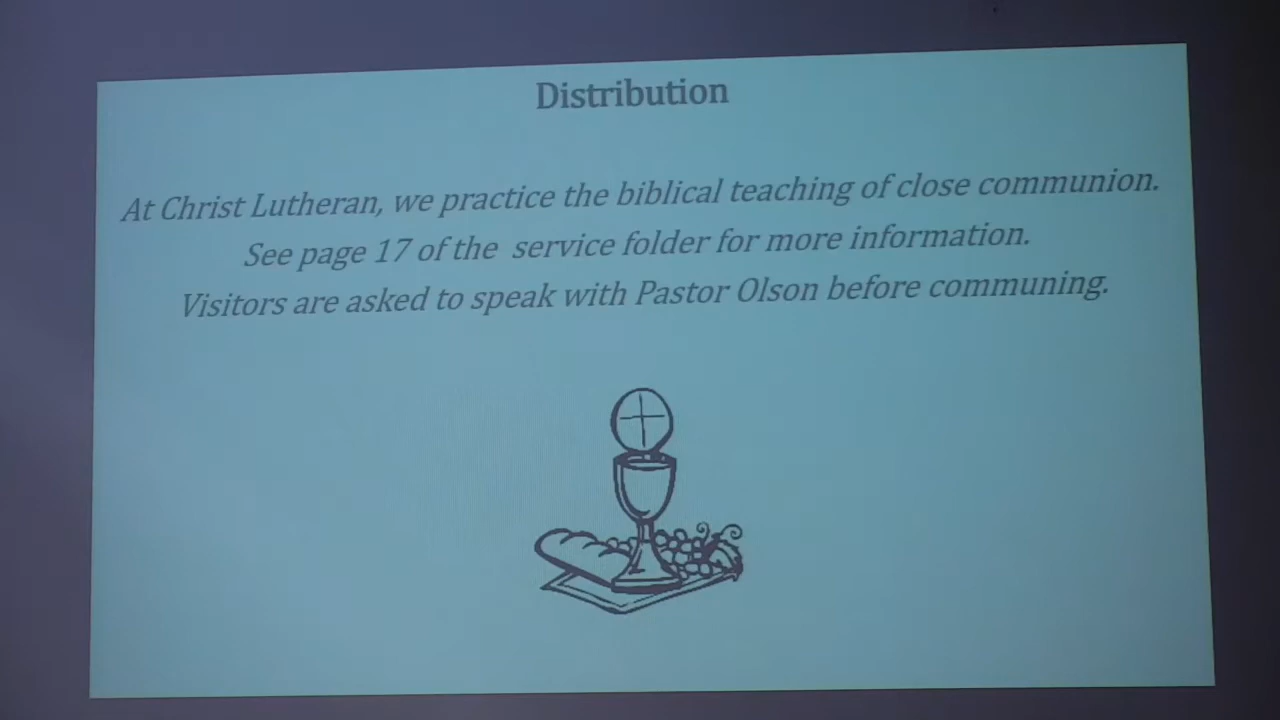 Distribution
At Christ Lutheran, we practice the biblical teaching of close communion.
See page 17 of the service folder for more information.
Visitors are asked to speak with Pastor Olson before communing.